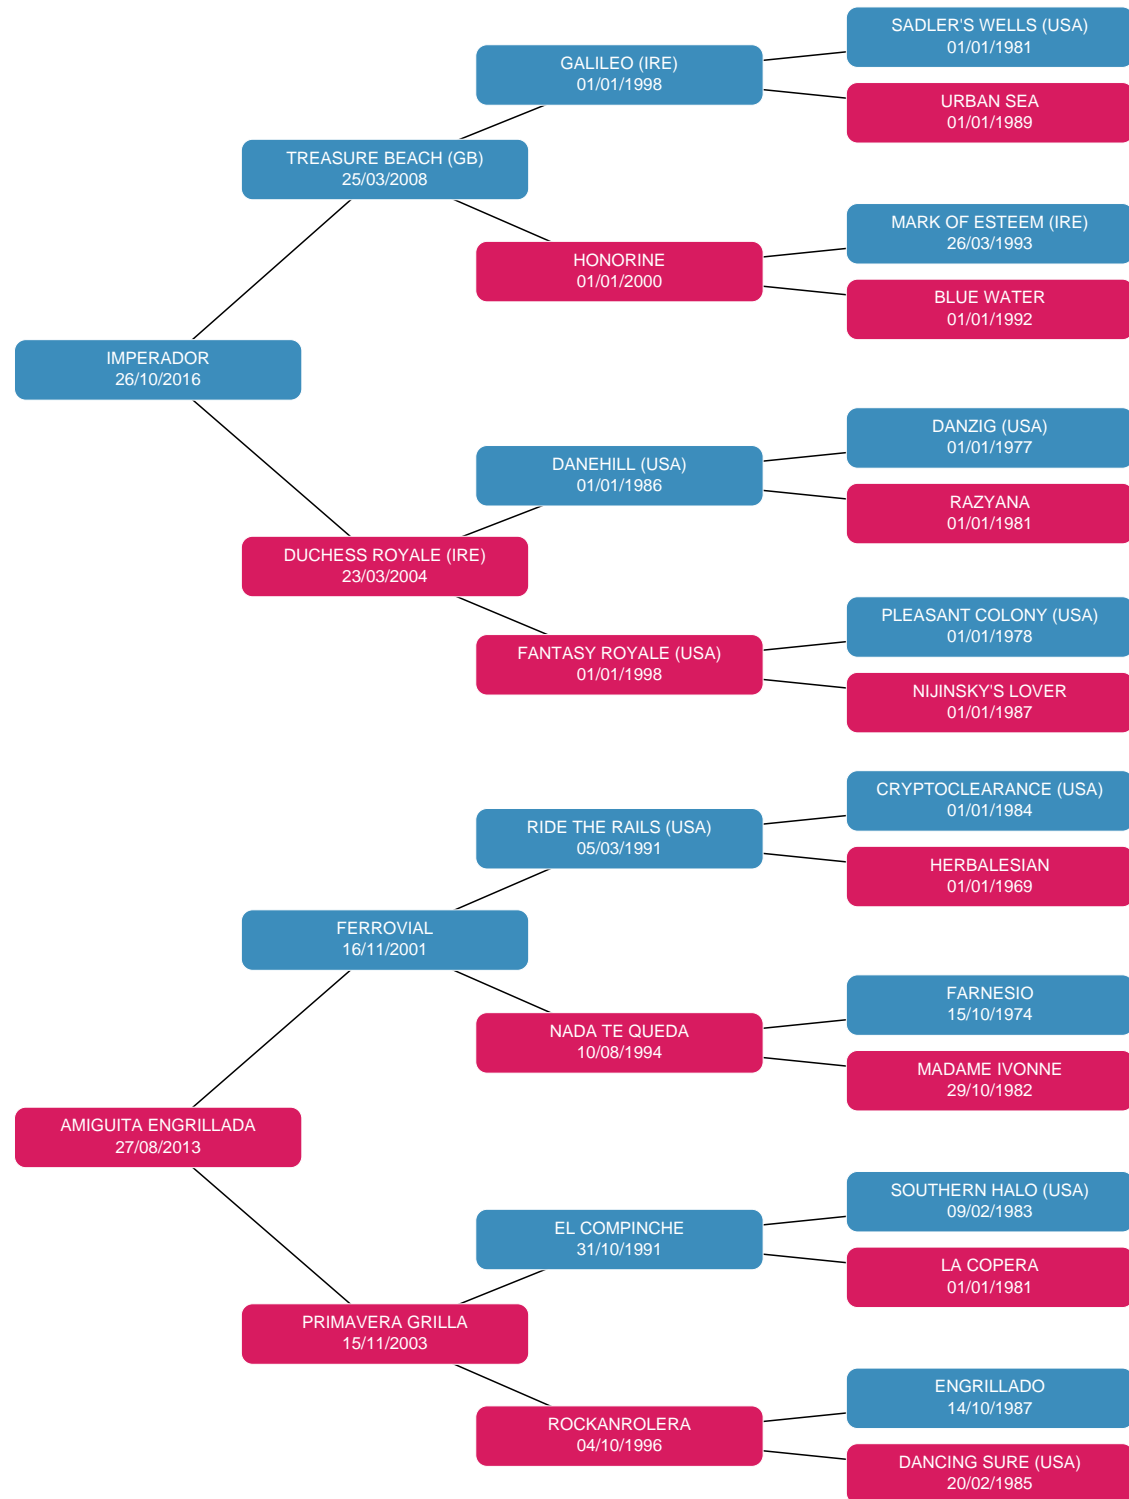 SADLER'S WELLS (USA)
01/01/1981
GALILEO (IRE)
01/01/1998
URBAN SEA
01/01/1989
TREASURE BEACH (GB)
25/03/2008
MARK OF ESTEEM (IRE)
26/03/1993
HONORINE
01/01/2000
BLUE WATER
01/01/1992
IMPERADOR
26/10/2016
DANZIG (USA)
01/01/1977
DANEHILL (USA)
01/01/1986
RAZYANA
01/01/1981
DUCHESS ROYALE (IRE)
23/03/2004
PLEASANT COLONY (USA)
01/01/1978
FANTASY ROYALE (USA)
01/01/1998
NIJINSKY'S LOVER
01/01/1987
CRYPTOCLEARANCE (USA)
01/01/1984
RIDE THE RAILS (USA)
05/03/1991
HERBALESIAN
01/01/1969
FERROVIAL
16/11/2001
FARNESIO
15/10/1974
NADA TE QUEDA
10/08/1994
MADAME IVONNE
29/10/1982
AMIGUITA ENGRILLADA
27/08/2013
SOUTHERN HALO (USA)
09/02/1983
EL COMPINCHE
31/10/1991
LA COPERA
01/01/1981
PRIMAVERA GRILLA
15/11/2003
ENGRILLADO
14/10/1987
ROCKANROLERA
04/10/1996
DANCING SURE (USA)
20/02/1985